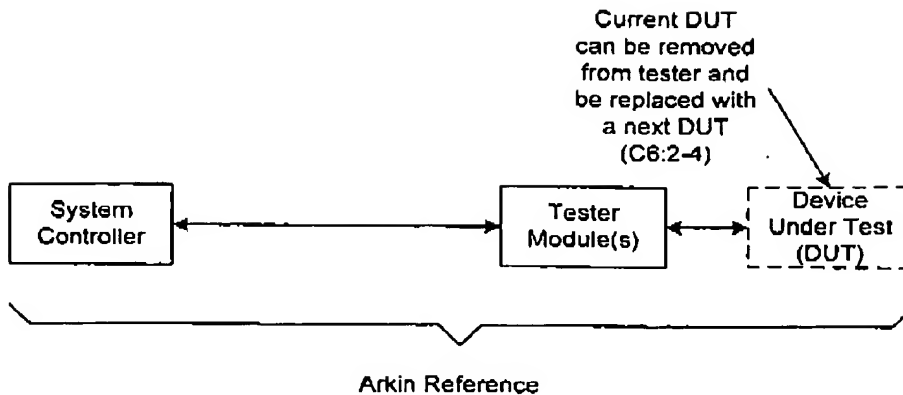 Current DUT
can be removed
from tester and
be replaced with
a next DUT
(C6:2-4)
System
Controller
Tester
Module(s)
Device
Under Test
(DUT)
Arkin Reference